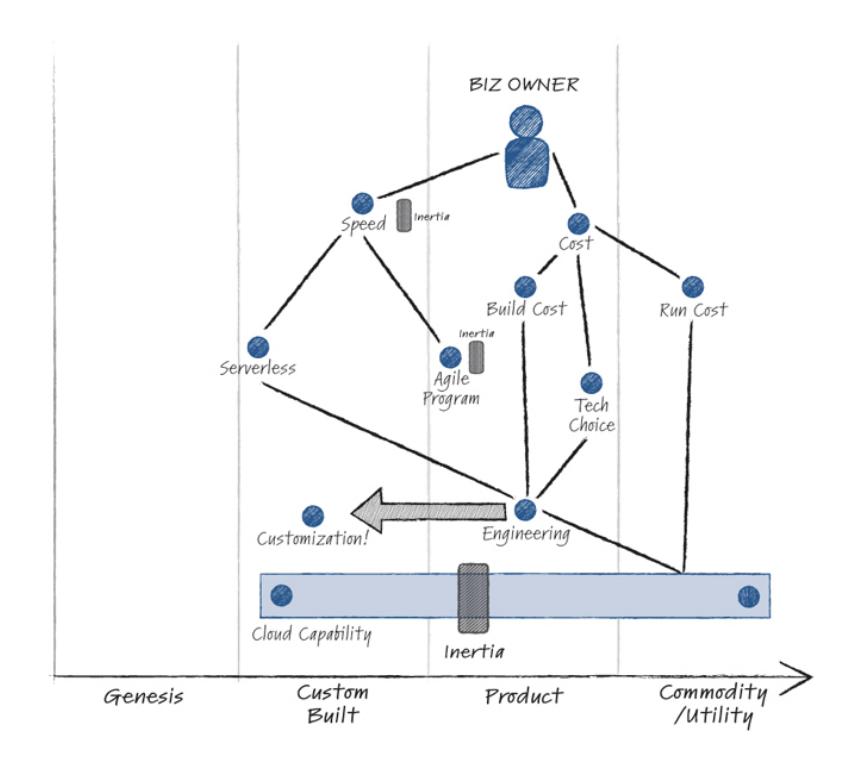 BIZ OWNER
Speed
Inertia
Cost
Build Cost
Run Cost
Inertia
Serverless
Agile
Program
Tech
Choice
Customization!
Engineering
Cloud Capability
Inertia
Genesis
Custom
Built
Product
Commodity
/Utility